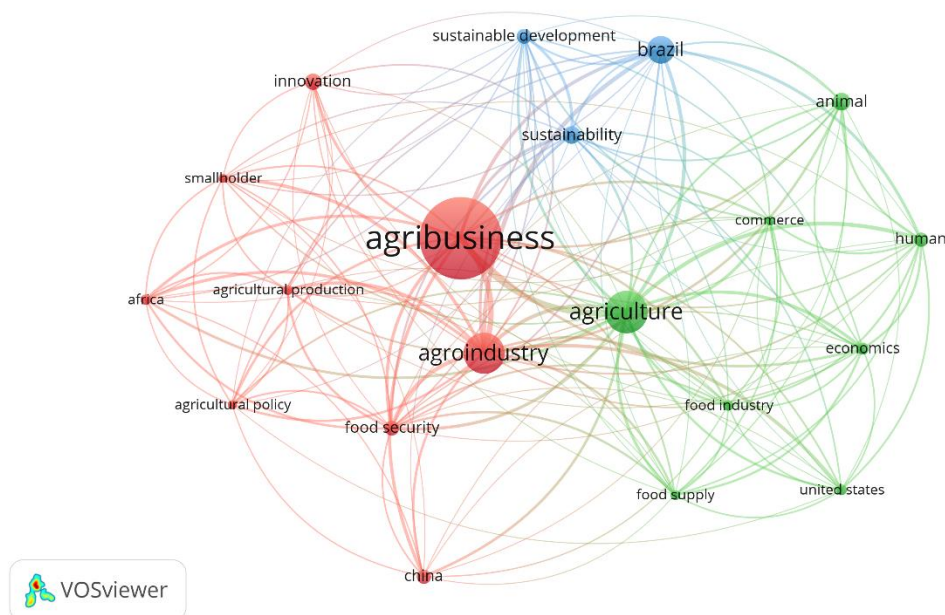 sustainable development
brazil
innovation
animal
sustainability
smallholder
commerce
agribusiness
human
africa
agricultural production
agriculture
agroindustry
economics
agricultural policy
food industry
food security
food supply
united states
china
VOSviewer